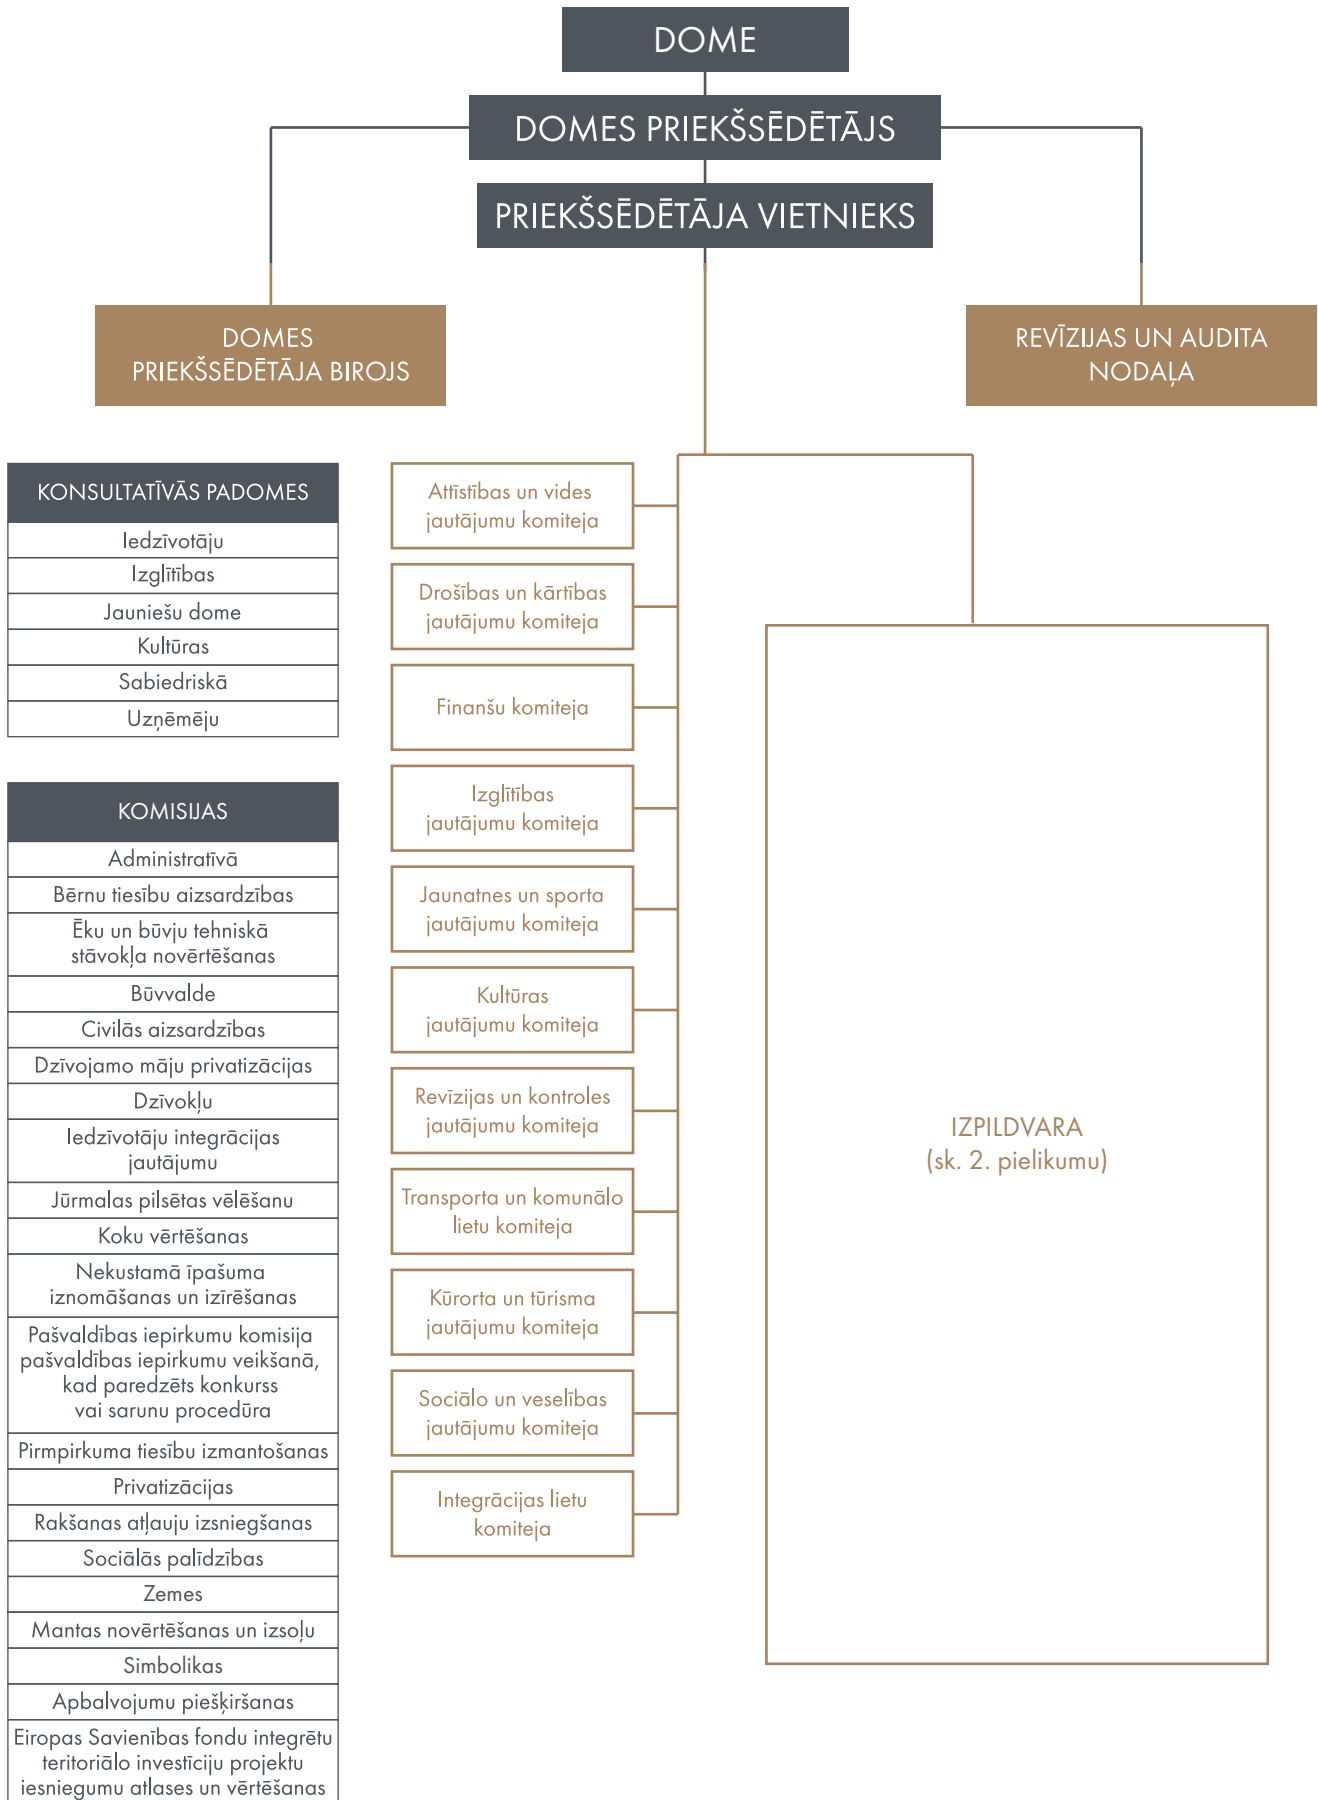 DOME
DOMES PRIEKŠSĒDĒTĀJS
PRIEKŠSĒDĒTĀJA VIETNIEKS
DOMES
PRIEKŠSĒDĒTĀJA BIROJS
REVĪZIJAS UN AUDITA
NODAĻA
KONSULTATĪVĀS PADOMES
Iedzīvotāju
Izglītības
Jauniešu dome
Kultūras
Sabiedriskā
Uzņēmēju
KOMISIJAS
Administratīvā
Bērnu tiesību aizsardzības
Ēku un būvju tehniskā
stāvokļa novērtēšanas
Būvvalde
Civilās aizsardzības
Dzīvojamo māju privatizācijas
Dzīvokļu
Iedzīvotāju integrācijas
jautājumu
Jūrmalas pilsētas vēlēšanu
Koku vērtēšanas
Nekustamā īpašuma
iznomāšanas un izīrēšanas
Pašvaldības iepirkumu komisija
pašvaldības iepirkumu veikšanā,
kad paredzēts konkurss
vai sarunu procedūra
Pirmpirkuma tiesību izmantošanas
Privatizācijas
Rakšanas atļauju izsniegšanas
Sociālās palīdzības
Zemes
Mantas novērtēšanas un izsoļu
Simbolikas
Apbalvojumu piešķiršanas
Eiropas Savienības fondu integrētu
teritoriālo investīciju projektu
iesniegumu atlases un vērtēšanas
Attīstības un vides
jautājumu komiteja
Drošības un kārtības
jautājumu komiteja
Finanšu komiteja
Izglītības
jautājumu komiteja
Jaunatnes un sporta
jautājumu komiteja
Kultūras
jautājumu komiteja
Revīzijas un kontroles
jautājumu komiteja
Transporta un komunālo
lietu komiteja
Kūrorta un tūrisma
jautājumu komiteja
Sociālo un veselības
jautājumu komiteja
Integrācijas lietu
komiteja
IZPILDVARA
(sk. 2. pielikumu)